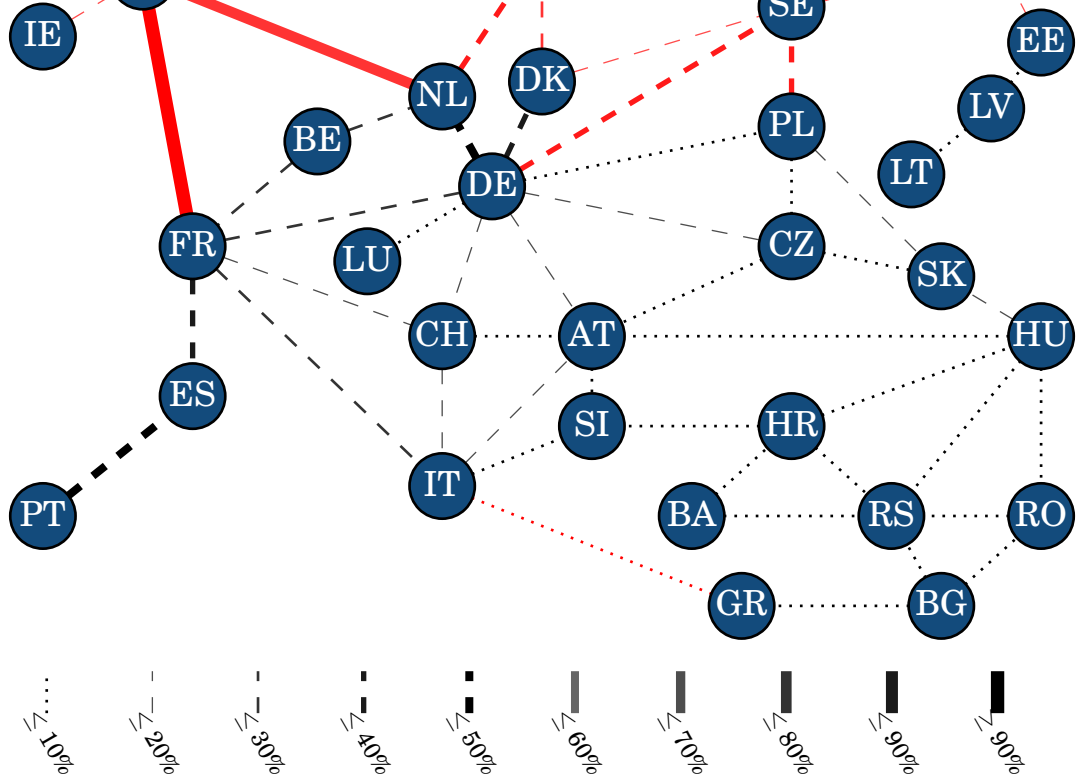 SE
IE
EE
DK
NL
LV
PL
BE
LT
DE
FR
CZ
LU
SK
CH
AT
HU
ES
SI
HR
IT
PT
BA
RS
RO
GR
BG
≤ 10%
≤ 20%
≤ 30%
≤ 40%
≤ 50%
≤ 60%
≤ 70%
≤ 80%
≤ 90%
≥ 90%